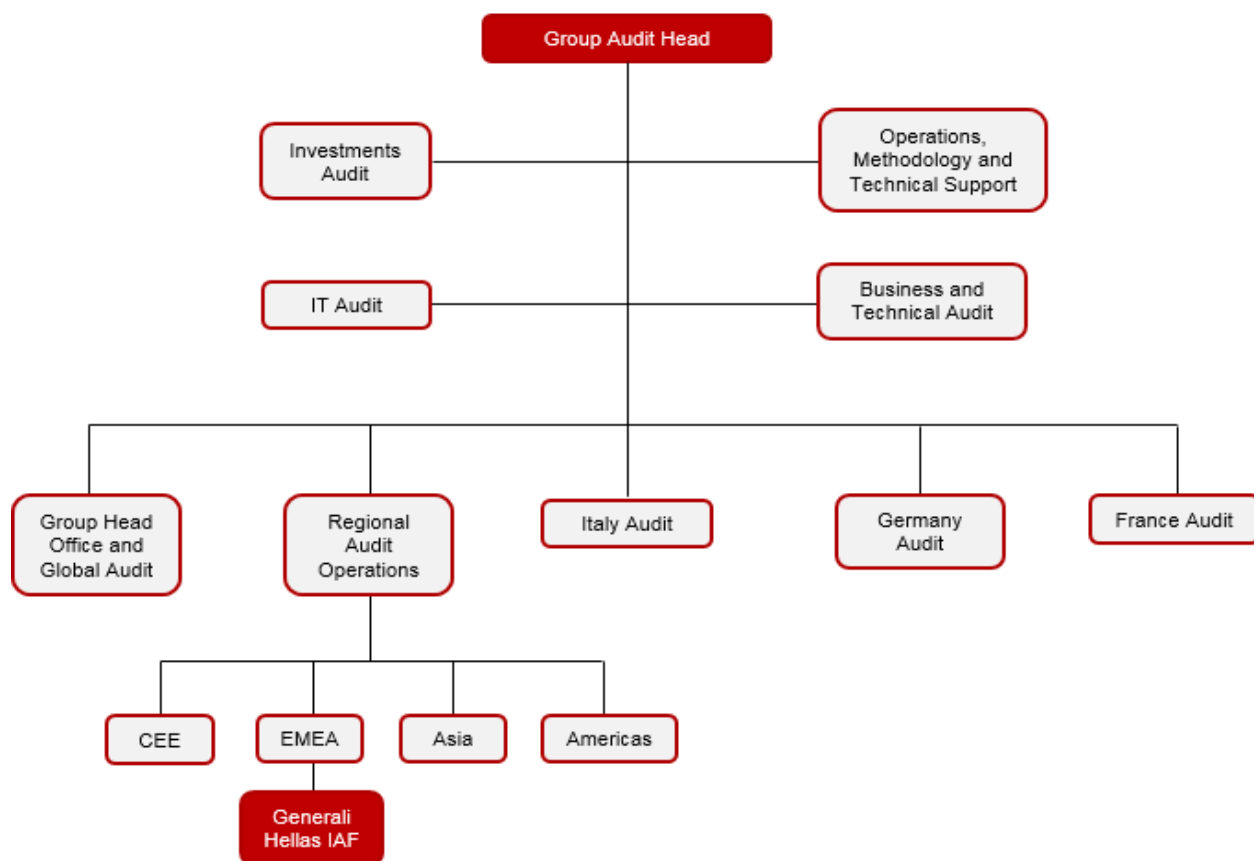 Group Audit Head
Investments
Audit
Operations,
Methodology and
Technical Support
IT Audit
Business and
Technical Audit
Group Head
Office and
Global Audit
Regional
Audit
Operations
Italy Audit
Germany
Audit
France Audit
CEE
EMEA
Asia
Americas
Generali
Hellas IAF